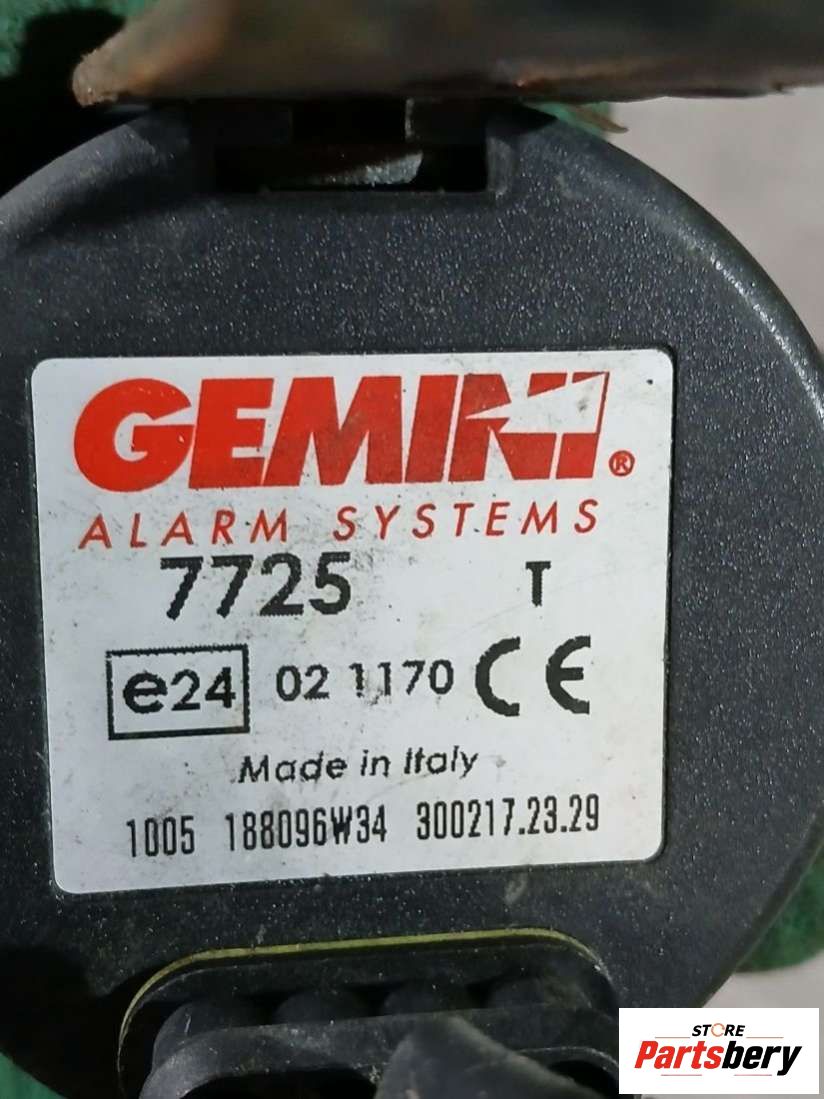 GEMINI®
ALARM SYSTEMS
7725 T
e24 02 1170 CE
Made in Italy
1005 188096W34 300217.23.29
STORE
Partsbery